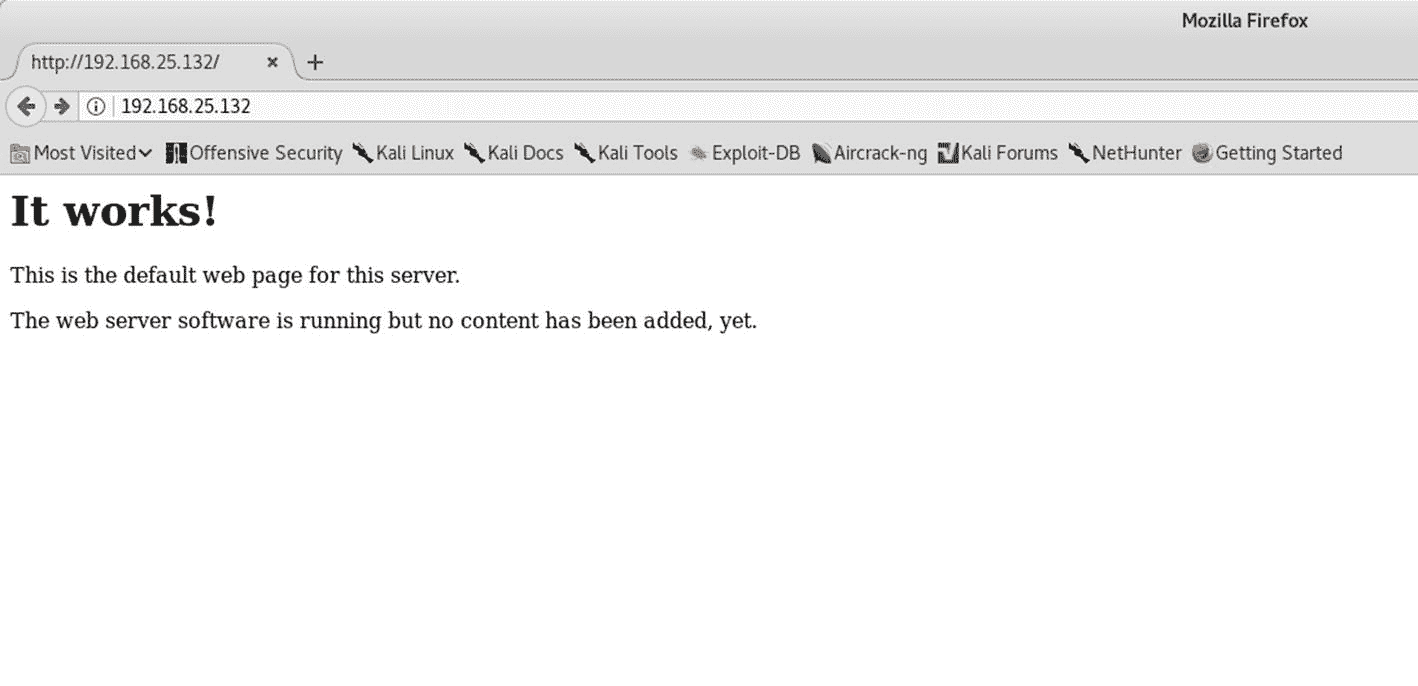 Mozilla Firefox
http://192.168.25.132/
192.168.25.132
Most Visited Offensive Security Kali Linux Kali Docs Kali Tools Exploit-DB Aircrack-ng Kali Forums NetHunter Getting Started
It works!
This is the default web page for this server.
The web server software is running but no content has been added, yet.